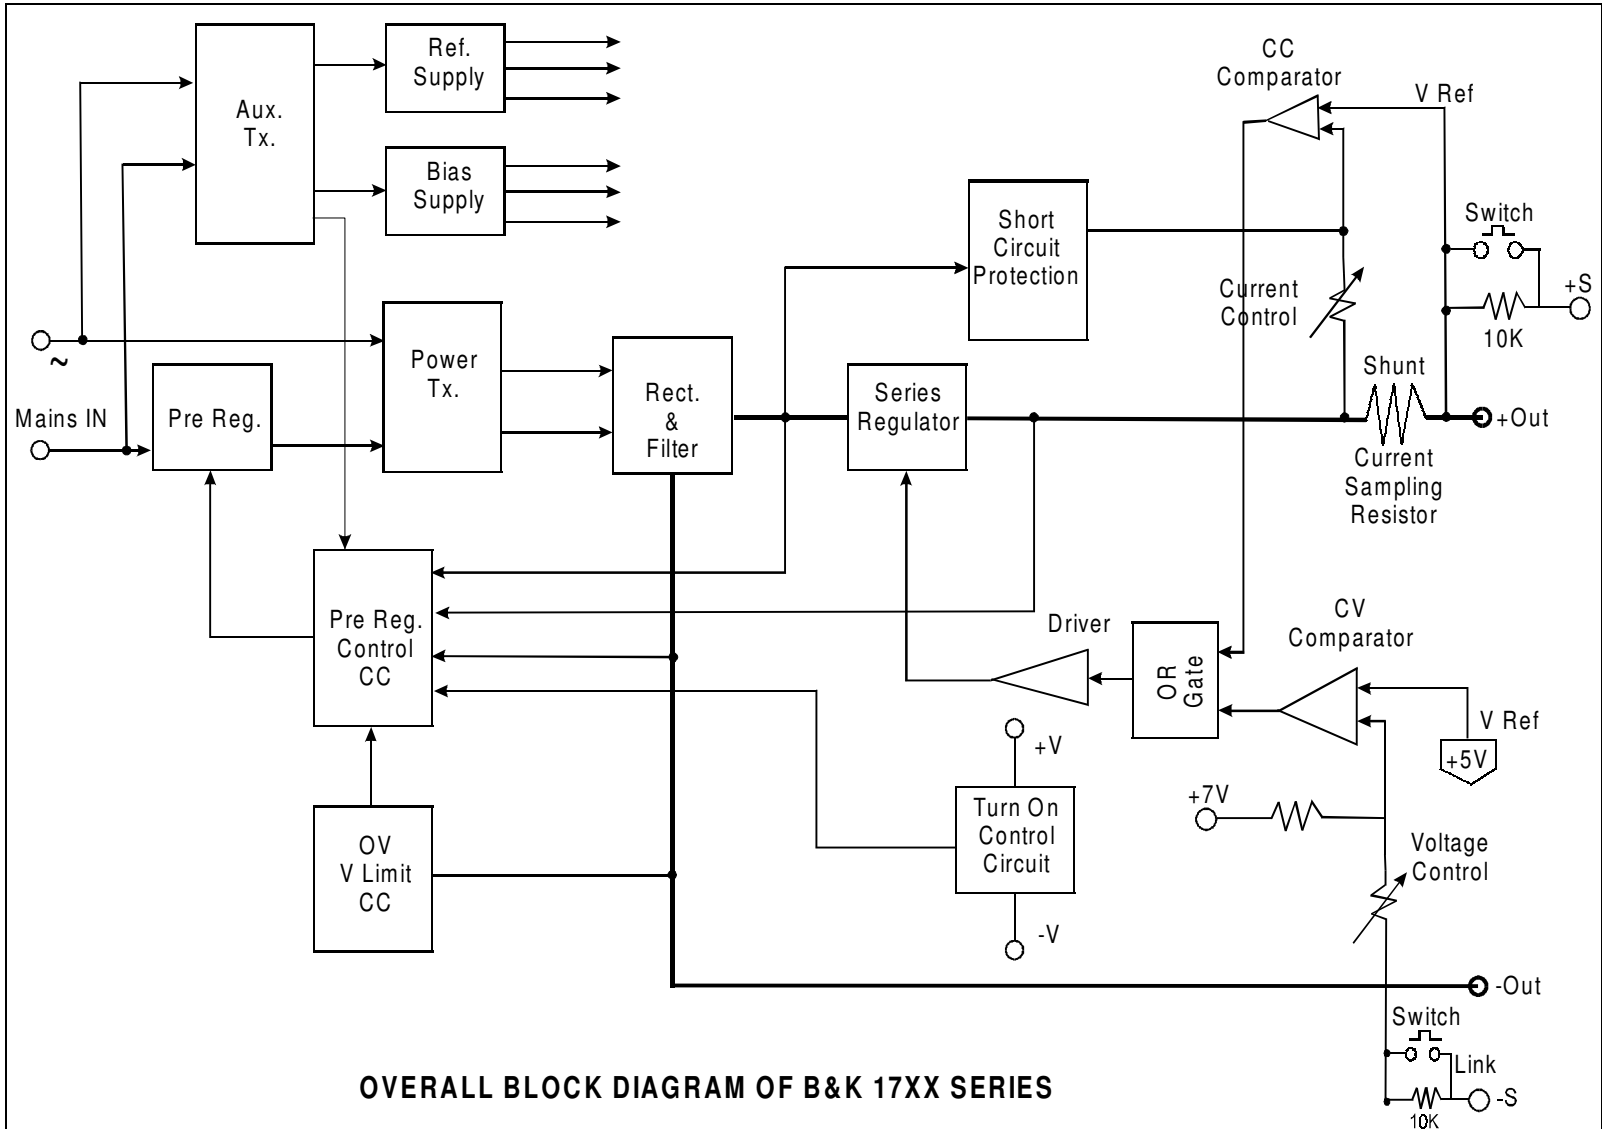 Aux.
Tx.
Ref.
Supply
Bias
Supply
CC
Comparator
V Ref
Short
Circuit
Protection
Switch
+S
10K
Current
Control
~
Mains IN
Pre Reg.
Power
Tx.
Rect.
&
Filter
Series
Regulator
Shunt
+Out
Current
Sampling
Resistor
Pre Reg.
Control
CC
Driver
OR
Gate
CV
Comparator
V Ref
+5V
+V
+7V
Turn On
Control
Circuit
-V
OV
V Limit
CC
Voltage
Control
-Out
Switch
Link
-S
10K
OVERALL BLOCK DIAGRAM OF B&K 17XX SERIES